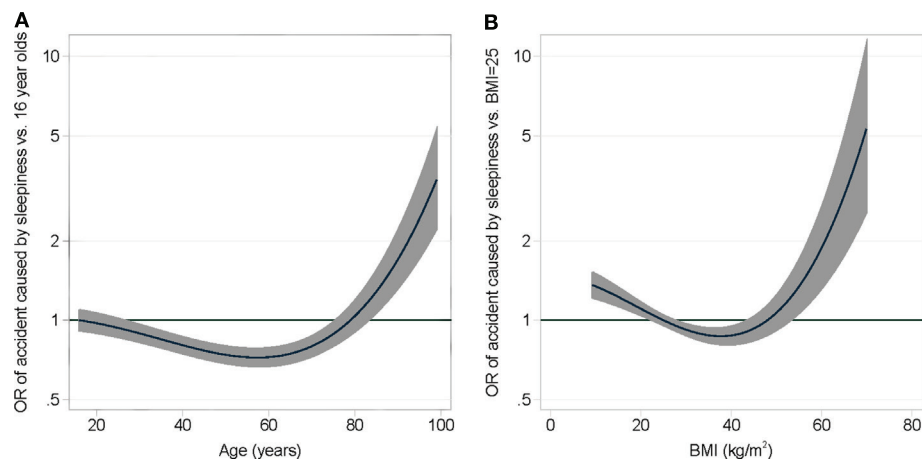 A
OR of accident caused by sleepiness vs. 16 year olds
10
5
2
1
.5
20 40 60 80 100
Age (years)
B
OR of accident caused by sleepiness vs. BMI=25
10
5
2
1
.5
0 20 40 60 80
BMI (kg/m²)